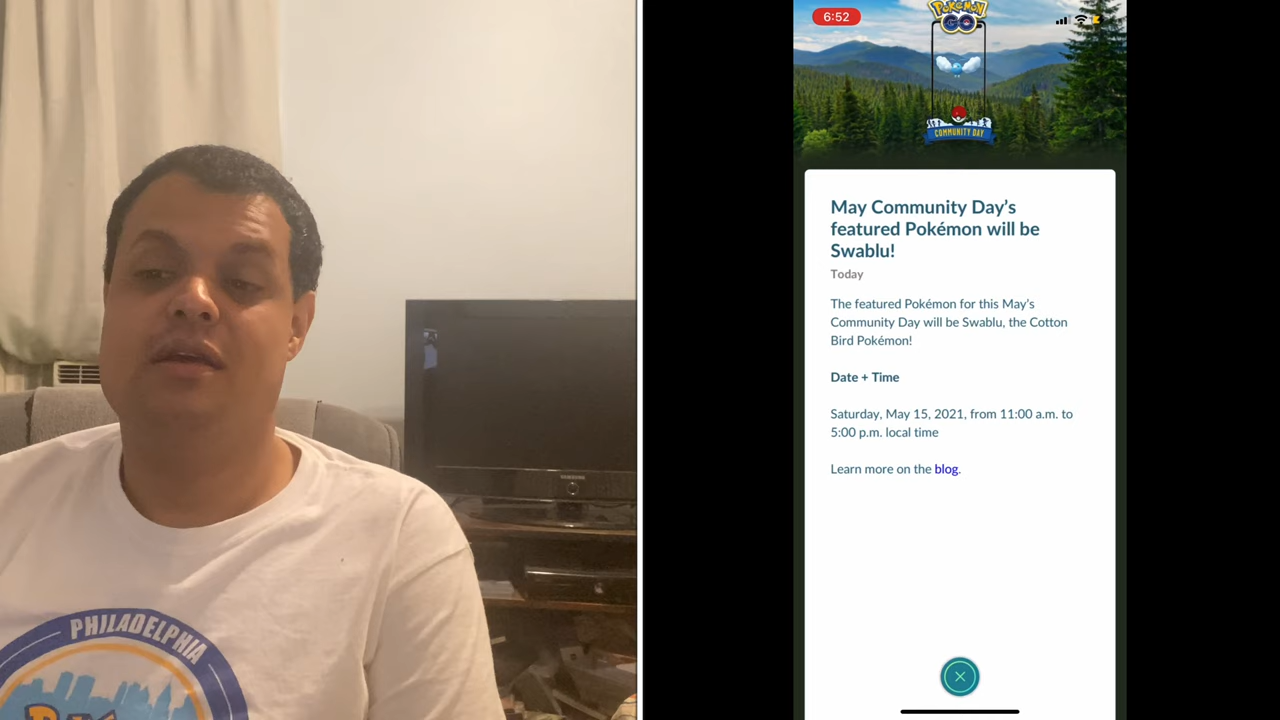 PHILADELPHIA
SAMSUNG
6:52
POKÉMON
GO
COMMUNITY DAY
May Community Day's
featured Pokémon will be
Swablu!
Today
The featured Pokémon for this May's
Community Day will be Swablu, the Cotton
Bird Pokémon!
Date + Time
Saturday, May 15, 2021, from 11:00 a.m. to
5:00 p.m. local time
Learn more on the blog.